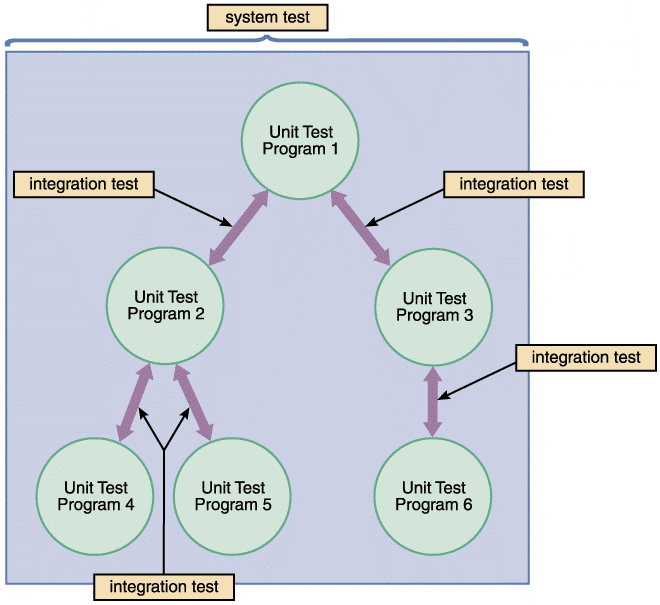 system test
Unit Test
Program 1
integration test
integration test
Unit Test
Program 2
Unit Test
Program 3
integration test
Unit Test
Program 4
Unit Test
Program 5
Unit Test
Program 6
integration test